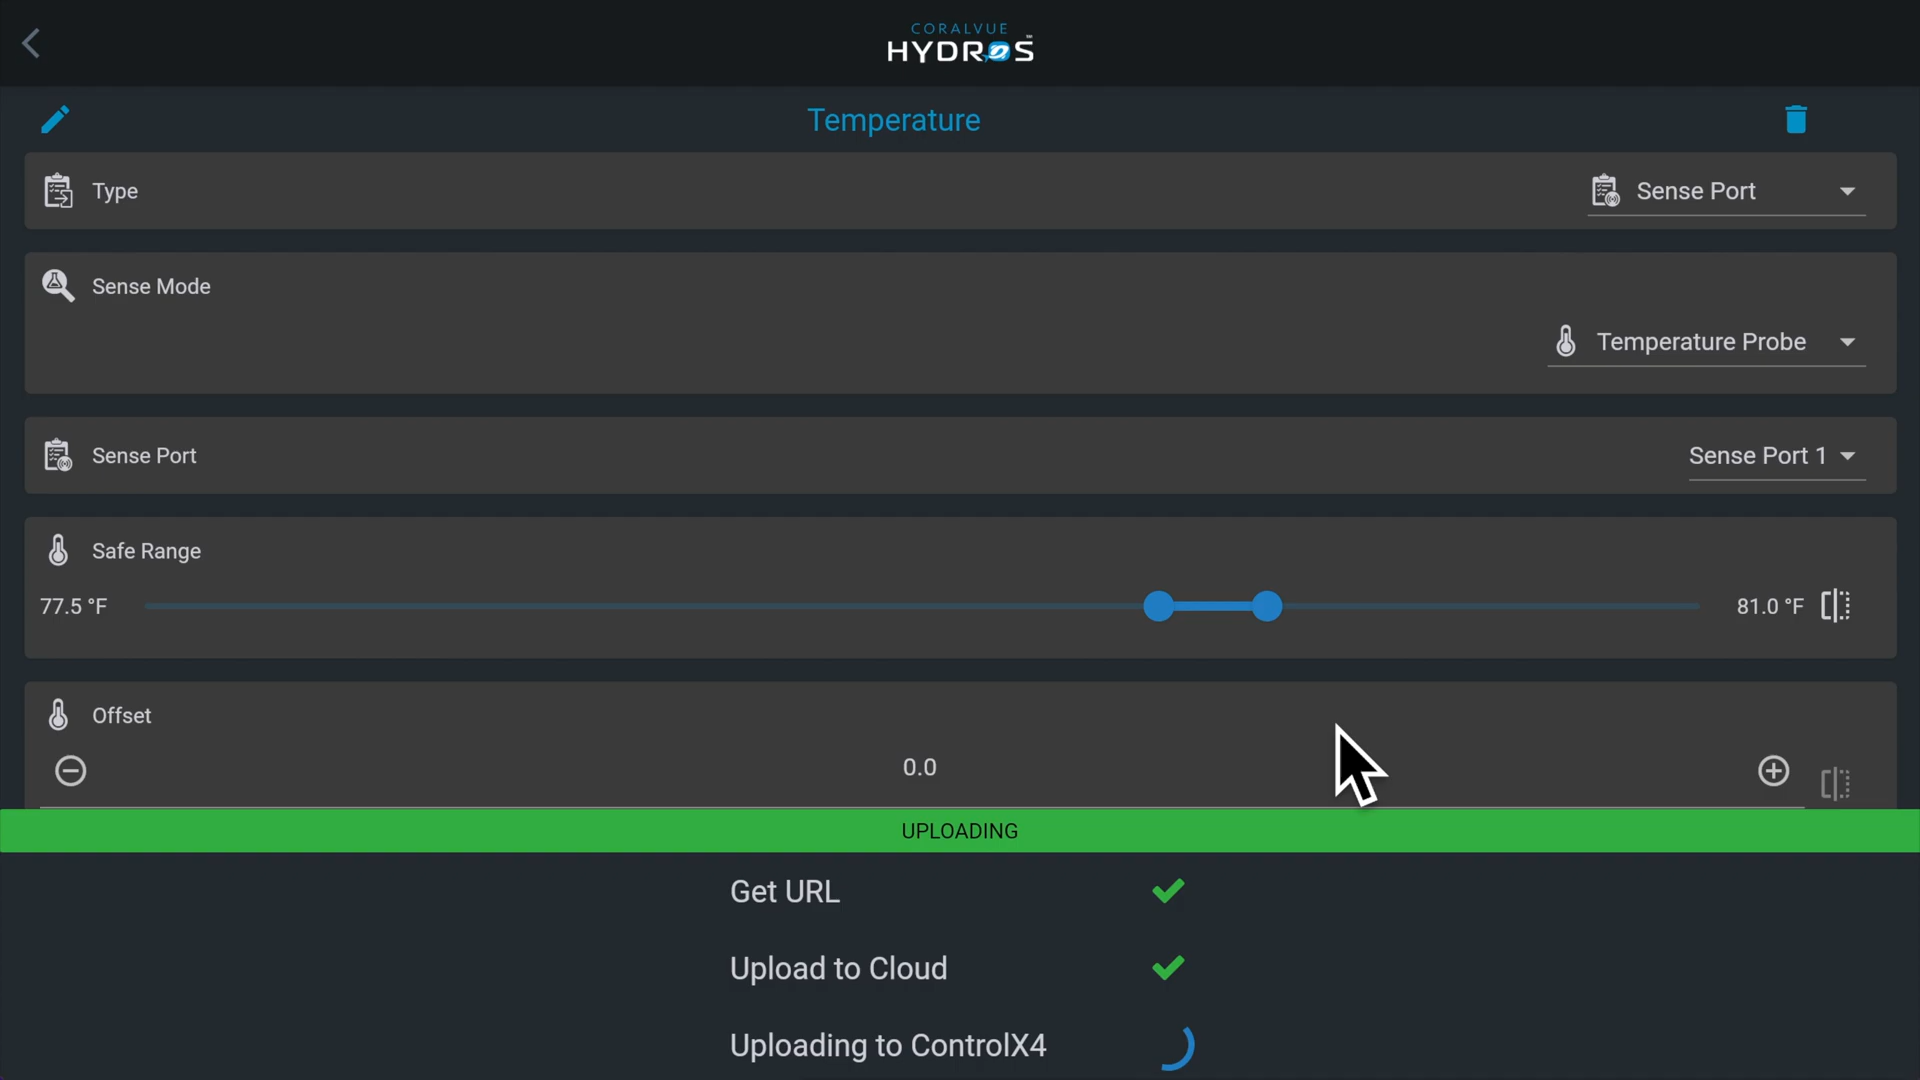 CORALVUE
HYDROS™
Temperature
Type
Sense Port
Sense Mode
Temperature Probe
Sense Port
Sense Port 1
Safe Range
77.5 °F
81.0 °F
Offset
0.0
UPLOADING
Get URL
Upload to Cloud
Uploading to ControlX4